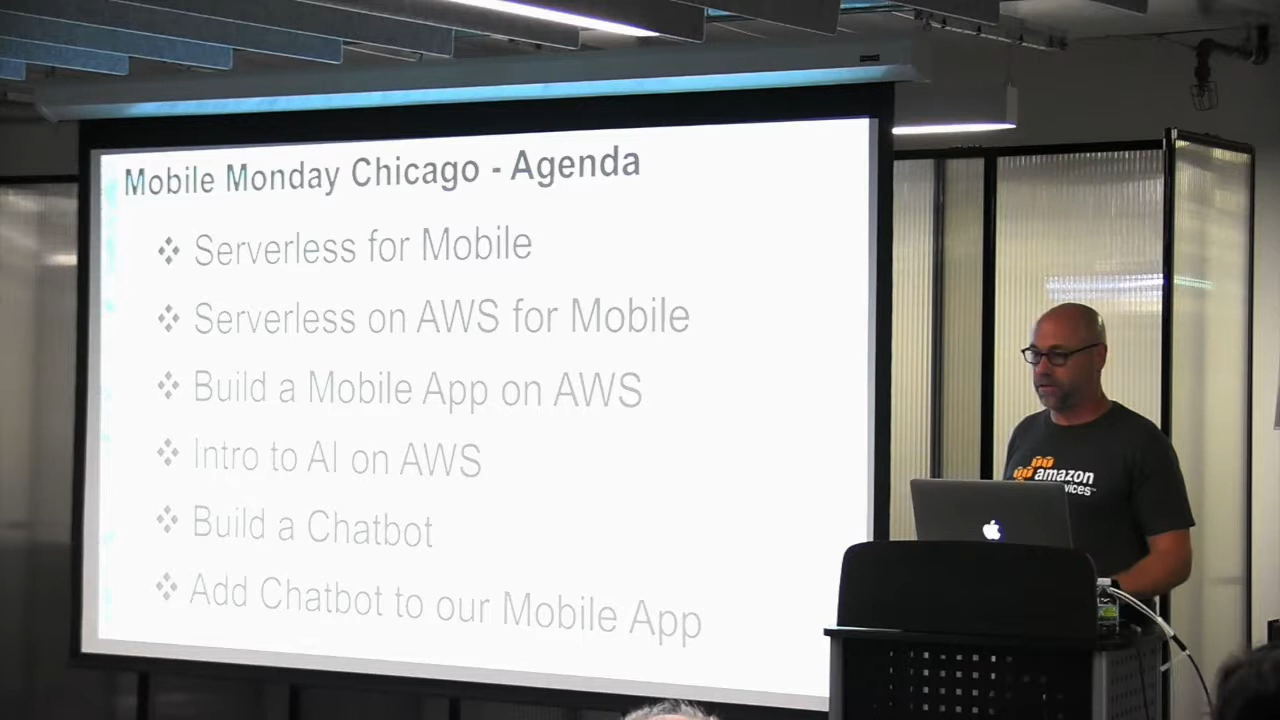 Mobile Monday Chicago - Agenda
Serverless for Mobile
Serverless on AWS for Mobile
Build a Mobile App on AWS
Intro to AI on AWS
Build a Chatbot
Add Chatbot to our Mobile App
amazon